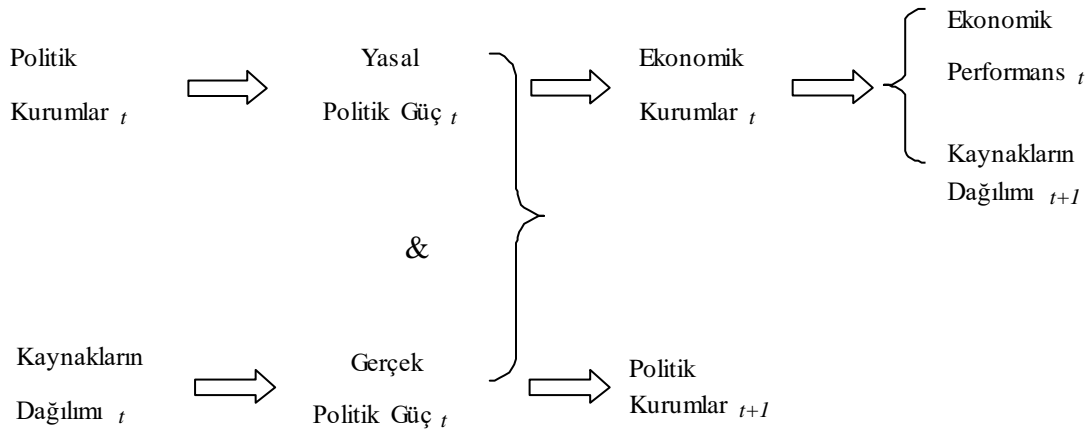 Politik
Kurumlar t
Yasal
Politik Güç t
Ekonomik
Kurumlar t
Ekonomik
Performans t
Kaynakların
Dağılımı t+1
&
Kaynakların
Dağılımı t
Gerçek
Politik Güç t
Politik
Kurumlar t+1